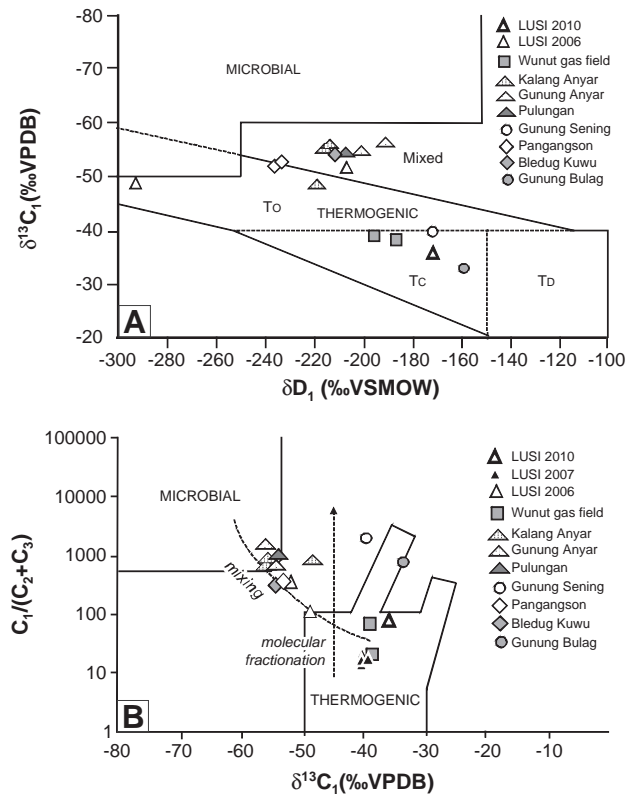 -80
-70
-60
-50
-40
-30
-20
δ¹³C₁(‰VPDB)
MICROBIAL
Mixed
To
THERMOGENIC
Tc
TD
A
LUSI 2010
LUSI 2006
Wunut gas field
Kalang Anyar
Gunung Anyar
Pulungan
Gunung Sening
Pangangson
Bledug Kuwu
Gunung Bulag
-300 -280 -260 -240 -220 -200 -180 -160 -140 -120 -100
δD₁ (‰VSMOW)
100000
10000
1000
100
10
1
C₁/(C₂+C₃)
MICROBIAL
mixing
molecular
fractionation
THERMOGENIC
B
LUSI 2010
LUSI 2007
LUSI 2006
Wunut gas field
Kalang Anyar
Gunung Anyar
Pulungan
Gunung Sening
Pangangson
Bledug Kuwu
Gunung Bulag
-80 -70 -60 -50 -40 -30 -20 -10
δ¹³C₁(‰VPDB)